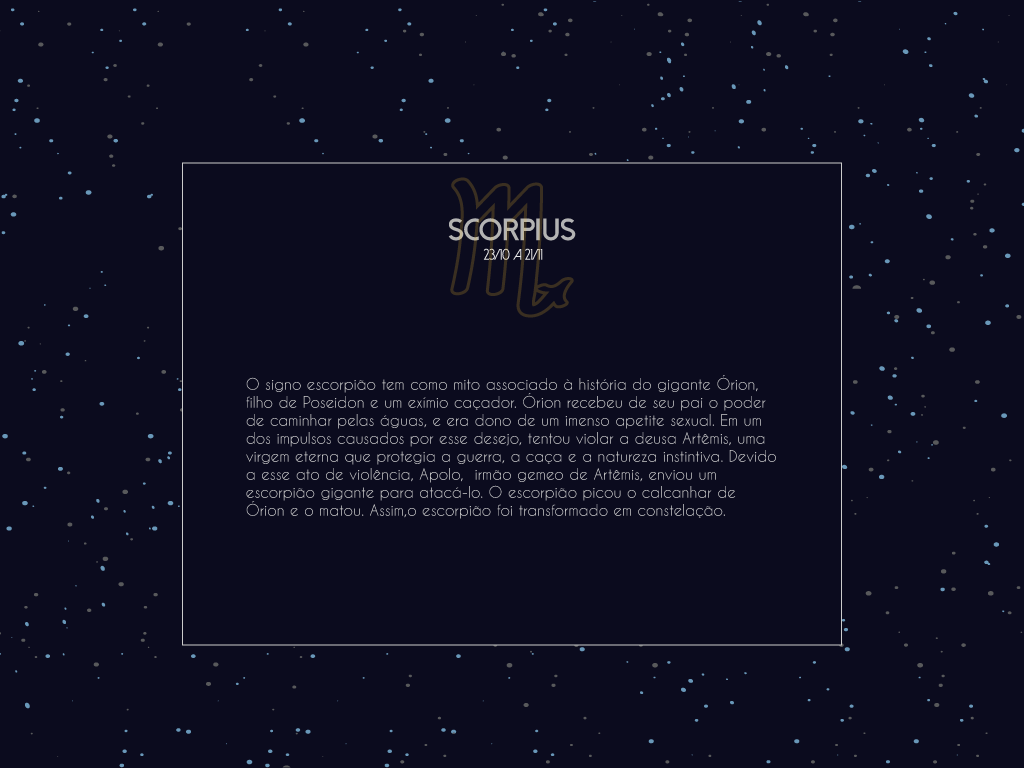 SCORPIUS
23/10 A 21/11
O signo escorpião tem como mito associado à história do gigante Órion,
filho de Poseidon e um exímio caçador. Órion recebeu de seu pai o poder
de caminhar pelas águas, e era dono de um imenso apetite sexual. Em um
dos impulsos causados por esse desejo, tentou violar a deusa Artêmis, uma
virgem eterna que protegia a guerra, a caça e a natureza instintiva. Devido
a esse ato de violência, Apolo,  irmão gemeo de Artêmis, enviou um
escorpião gigante para atacá-lo. O escorpião picou o calcanhar de
Órion e o matou. Assim,o escorpião foi transformado em constelação.